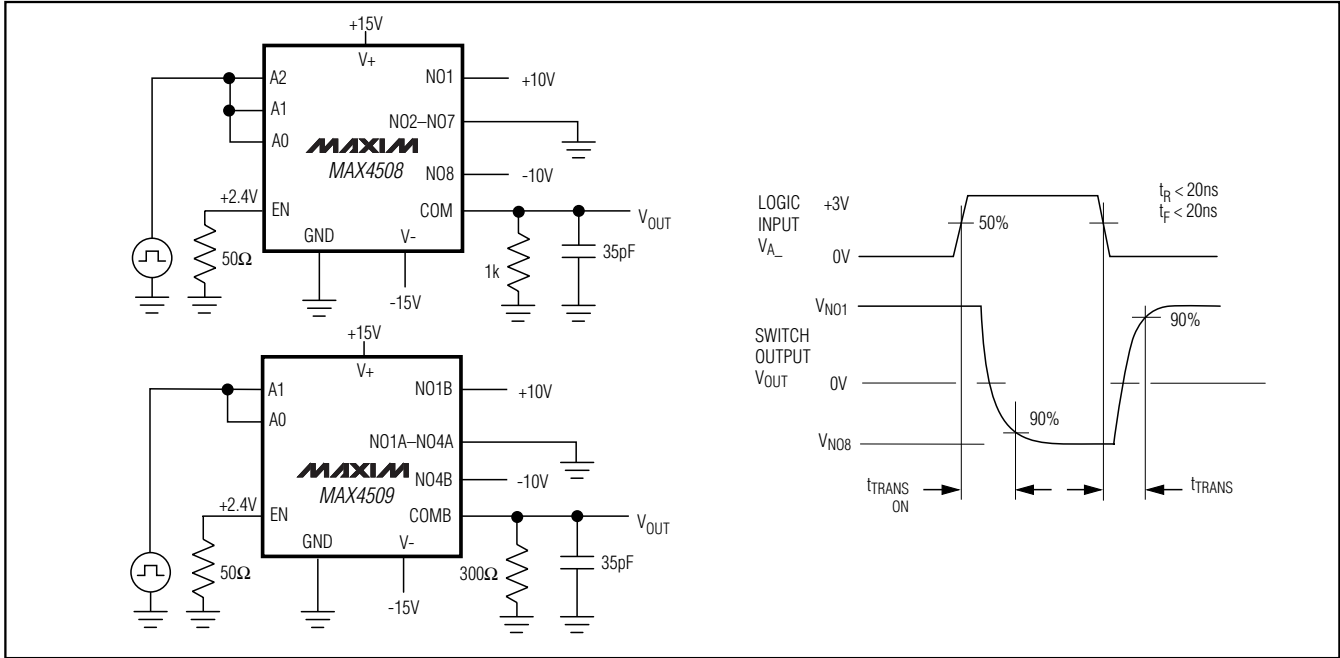 +15V
V+
A2
A1
A0
NO1
+10V
NO2–NO7
MAXIM
MAX4508
NO8
-10V
+2.4V
EN
COM
VOUT
GND
V-
50Ω
1k
35pF
-15V
+15V
V+
A1
A0
NO1B
+10V
NO1A–NO4A
MAXIM
MAX4509
NO4B
-10V
+2.4V
EN
COMB
VOUT
GND
V-
50Ω
300Ω
35pF
-15V
LOGIC
INPUT
VA_
+3V
0V
50%
tR < 20ns
tF < 20ns
VNO1
SWITCH
OUTPUT
VOUT
0V
VNO8
90%
90%
tTRANS
ON
tTRANS